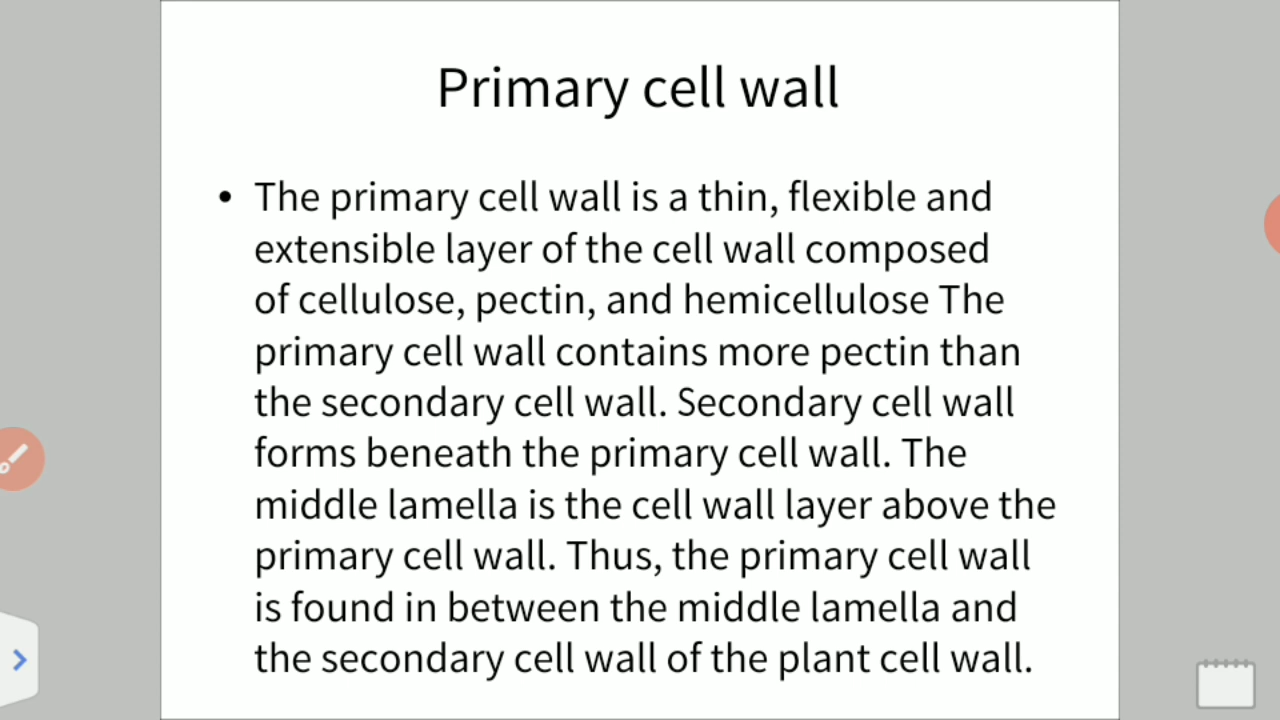 Primary cell wall
• The primary cell wall is a thin, flexible and
extensible layer of the cell wall composed
of cellulose, pectin, and hemicellulose The
primary cell wall contains more pectin than
the secondary cell wall. Secondary cell wall
forms beneath the primary cell wall. The
middle lamella is the cell wall layer above the
primary cell wall. Thus, the primary cell wall
is found in between the middle lamella and
the secondary cell wall of the plant cell wall.